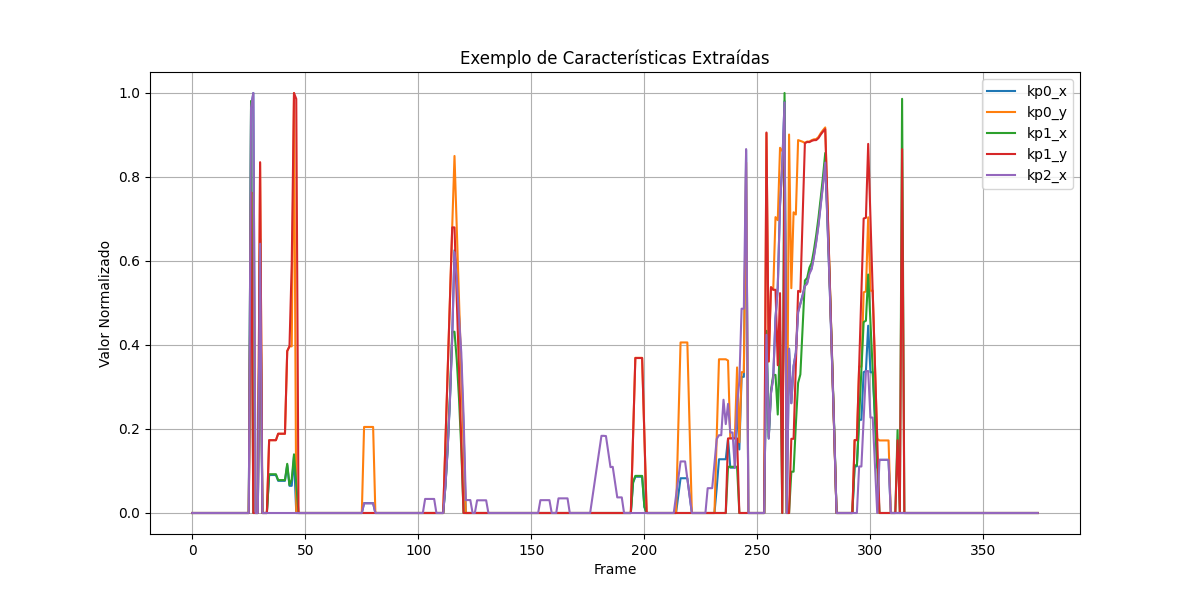 Exemplo de Características Extraídas
Valor Normalizado
1.0
0.8
0.6
0.4
0.2
0.0
0
50
100
150
200
250
300
350
Frame
kp0_x
kp0_y
kp1_x
kp1_y
kp2_x